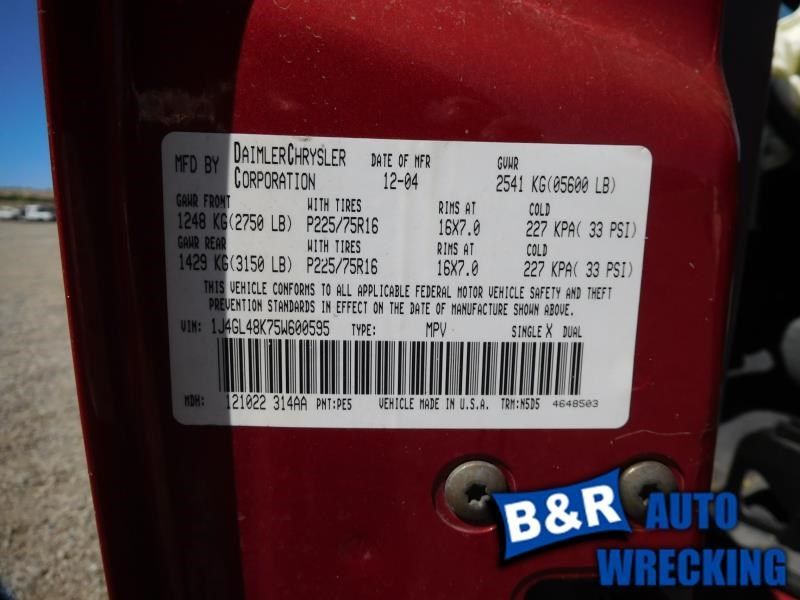 MFD BY DAIMLERCHRYSLER CORPORATION DATE OF MFR 12-04 GVWR 2541 KG(05600 LB)
GAWR FRONT WITH TIRES RIMS AT COLD
1248 KG(2750 LB) P225/75R16 16X7.0 227 KPA( 33 PSI)
GAWR REAR WITH TIRES RIMS AT COLD
1429 KG(3150 LB) P225/75R16 16X7.0 227 KPA( 33 PSI)
THIS VEHICLE CONFORMS TO ALL APPLICABLE FEDERAL MOTOR VEHICLE SAFETY AND THEFT
PREVENTION STANDARDS IN EFFECT ON THE DATE OF MANUFACTURE SHOWN ABOVE.
VIN: 1J4GL48K75W600595 TYPE: MPV SINGLE X DUAL
MDH: 121022 314AA PNT:PE5 VEHICLE MADE IN U.S.A. TRM:N5D5 4648503
B&R AUTO
WRECKING